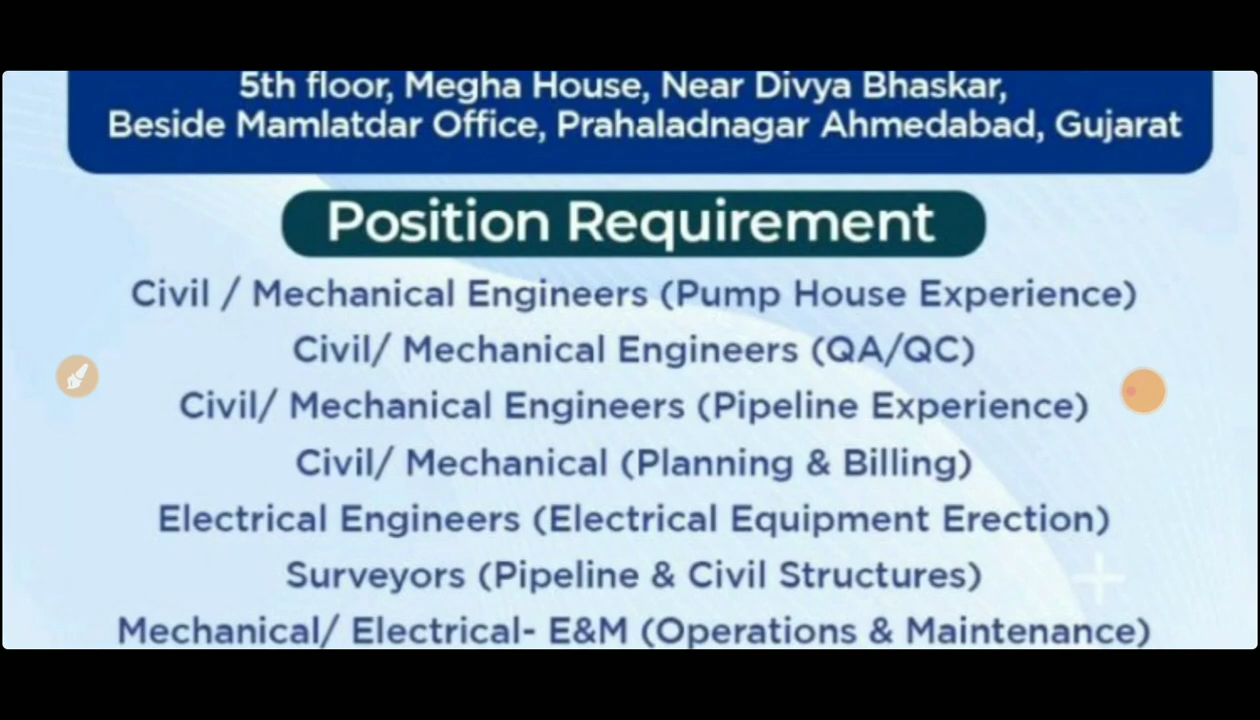 5th floor, Megha House, Near Divya Bhaskar,
Beside Mamlatdar Office, Prahaladnagar Ahmedabad, Gujarat
Position Requirement
Civil / Mechanical Engineers (Pump House Experience)
Civil/ Mechanical Engineers (QA/QC)
Civil/ Mechanical Engineers (Pipeline Experience)
Civil/ Mechanical (Planning & Billing)
Electrical Engineers (Electrical Equipment Erection)
Surveyors (Pipeline & Civil Structures)
Mechanical/ Electrical- E&M (Operations & Maintenance)